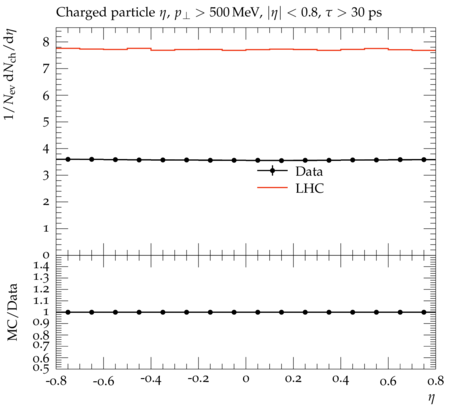 Charged particle η, p⊥ > 500 MeV, |η| < 0.8, τ > 30 ps
1/N_ev dN_ch/dη
8
7
6
5
4
3
2
1
0
Data
LHC
MC/Data
1.4
1.3
1.2
1.1
1
0.9
0.8
0.7
0.6
0.5
-0.8 -0.6 -0.4 -0.2 0 0.2 0.4 0.6 0.8
η